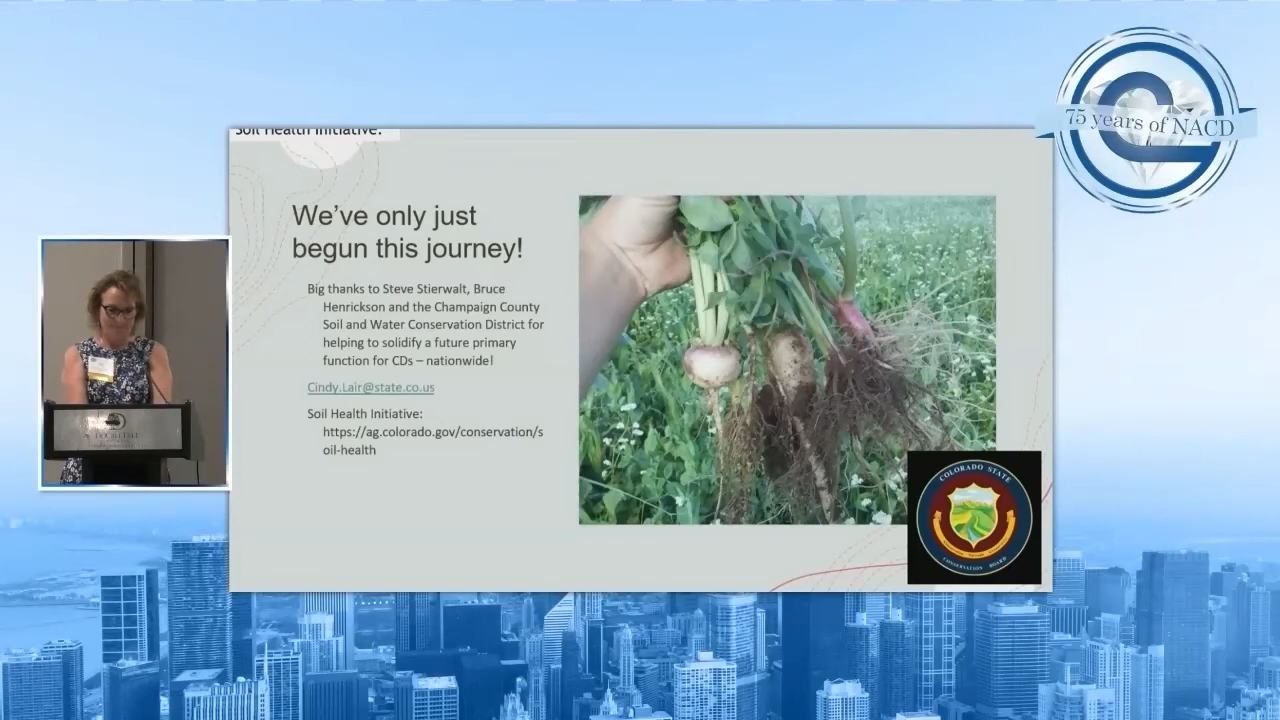 75 years of NACD
Soil Health Initiative:
We've only just
begun this journey!
Big thanks to Steve Stierwalt, Bruce
Henrickson and the Champaign County
Soil and Water Conservation District for
helping to solidify a future primary
function for CDs – nationwide!
Cindy.Lair@state.co.us
Soil Health Initiative:
https://ag.colorado.gov/conservation/s
oil-health
COLORADO STATE
CONSERVATION BOARD